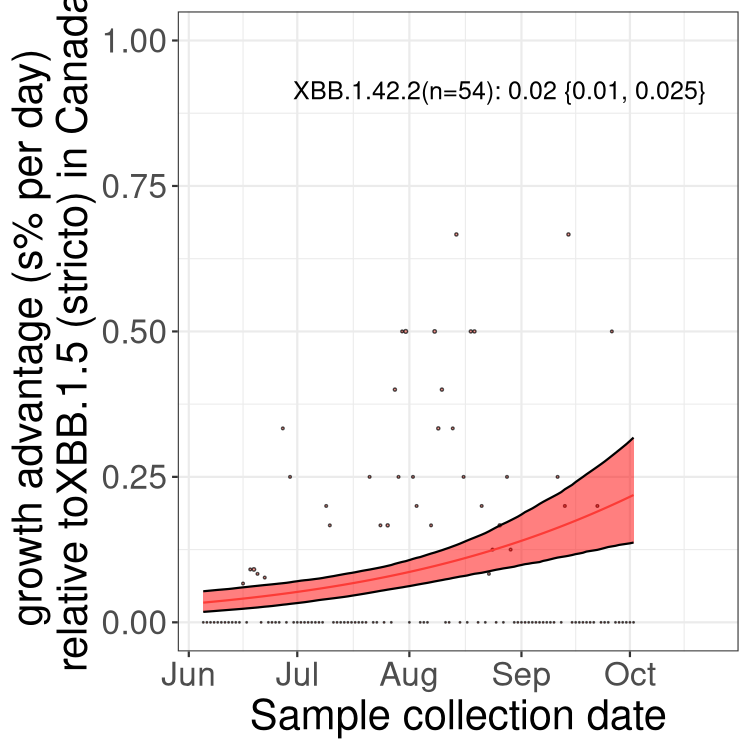 growth advantage (s% per day)
relative toXBB.1.5 (stricto) in Canada
1.00
0.75
0.50
0.25
0.00
XBB.1.42.2(n=54): 0.02 {0.01, 0.025}
Jun Jul Aug Sep Oct
Sample collection date